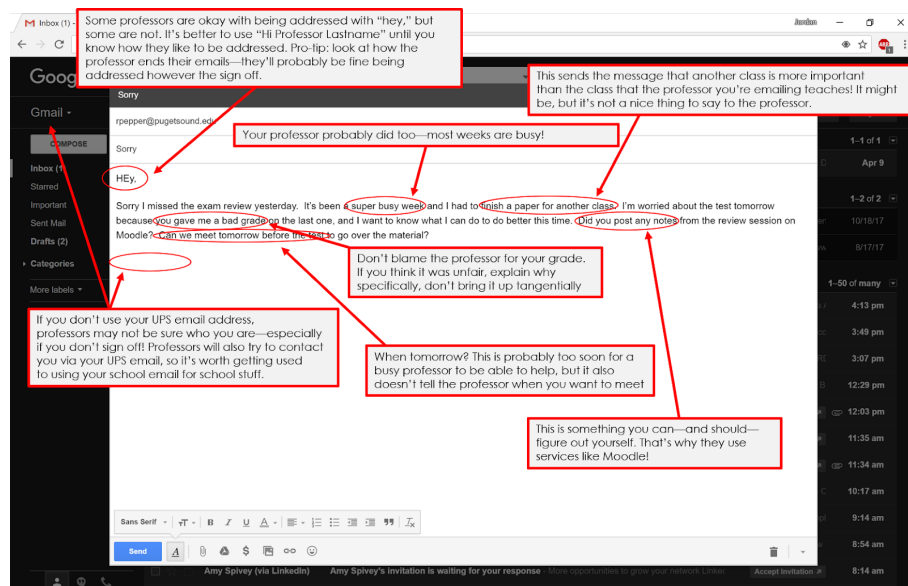 Inbox (1) -
Jordan
Some professors are okay with being addressed with “hey,” but
some are not. It’s better to use “Hi Professor Lastname” until you
know how they like to be addressed. Pro-tip: look at how the
professor ends their emails—they’ll probably be fine being
addressed however the sign off.
Goog
This sends the message that another class is more important
than the class that the professor you’re emailing teaches! It might
be, but it’s not a nice thing to say to the professor.
Gmail
Sorry
rpepper@pugetsound.edu
Your professor probably did too—most weeks are busy!
COMPOSE
Sorry
1–1 of 1
Inbox (1)
Apr 9
HEy,
Starred
Important
Sorry I missed the exam review yesterday. It's been a super busy week and I had to finish a paper for another class. I'm worried about the test tomorrow
1–2 of 2
Sent Mail
because you gave me a bad grade on the last one, and I want to know what I can do to do better this time. Did you post any notes from the review session on
10/18/17
Moodle? Can we meet tomorrow before the test to go over the material?
Drafts (2)
8/17/17
Categories
Don’t blame the professor for your grade.
If you think it was unfair, explain why
specifically, don’t bring it up tangentially
More labels
1–50 of many
4:13 pm
If you don’t use your UPS email address,
professors may not be sure who you are—especially
if you don’t sign off! Professors will also try to contact
you via your UPS email, so it’s worth getting used
to using your school email for school stuff.
3:49 pm
When tomorrow? This is probably too soon for a
busy professor to be able to help, but it also
doesn’t tell the professor when you want to meet
3:07 pm
12:29 pm
12:03 pm
This is something you can—and should—
figure out yourself. That’s why they use
services like Moodle!
11:35 am
11:34 am
10:17 am
Sans Serif
9:14 am
Send
8:54 am
Amy Spivey (via LinkedIn) Amy Spivey's invitation is waiting for your response - More opportunities to grow your network LinkedIn Accept Invitation 8:14 am